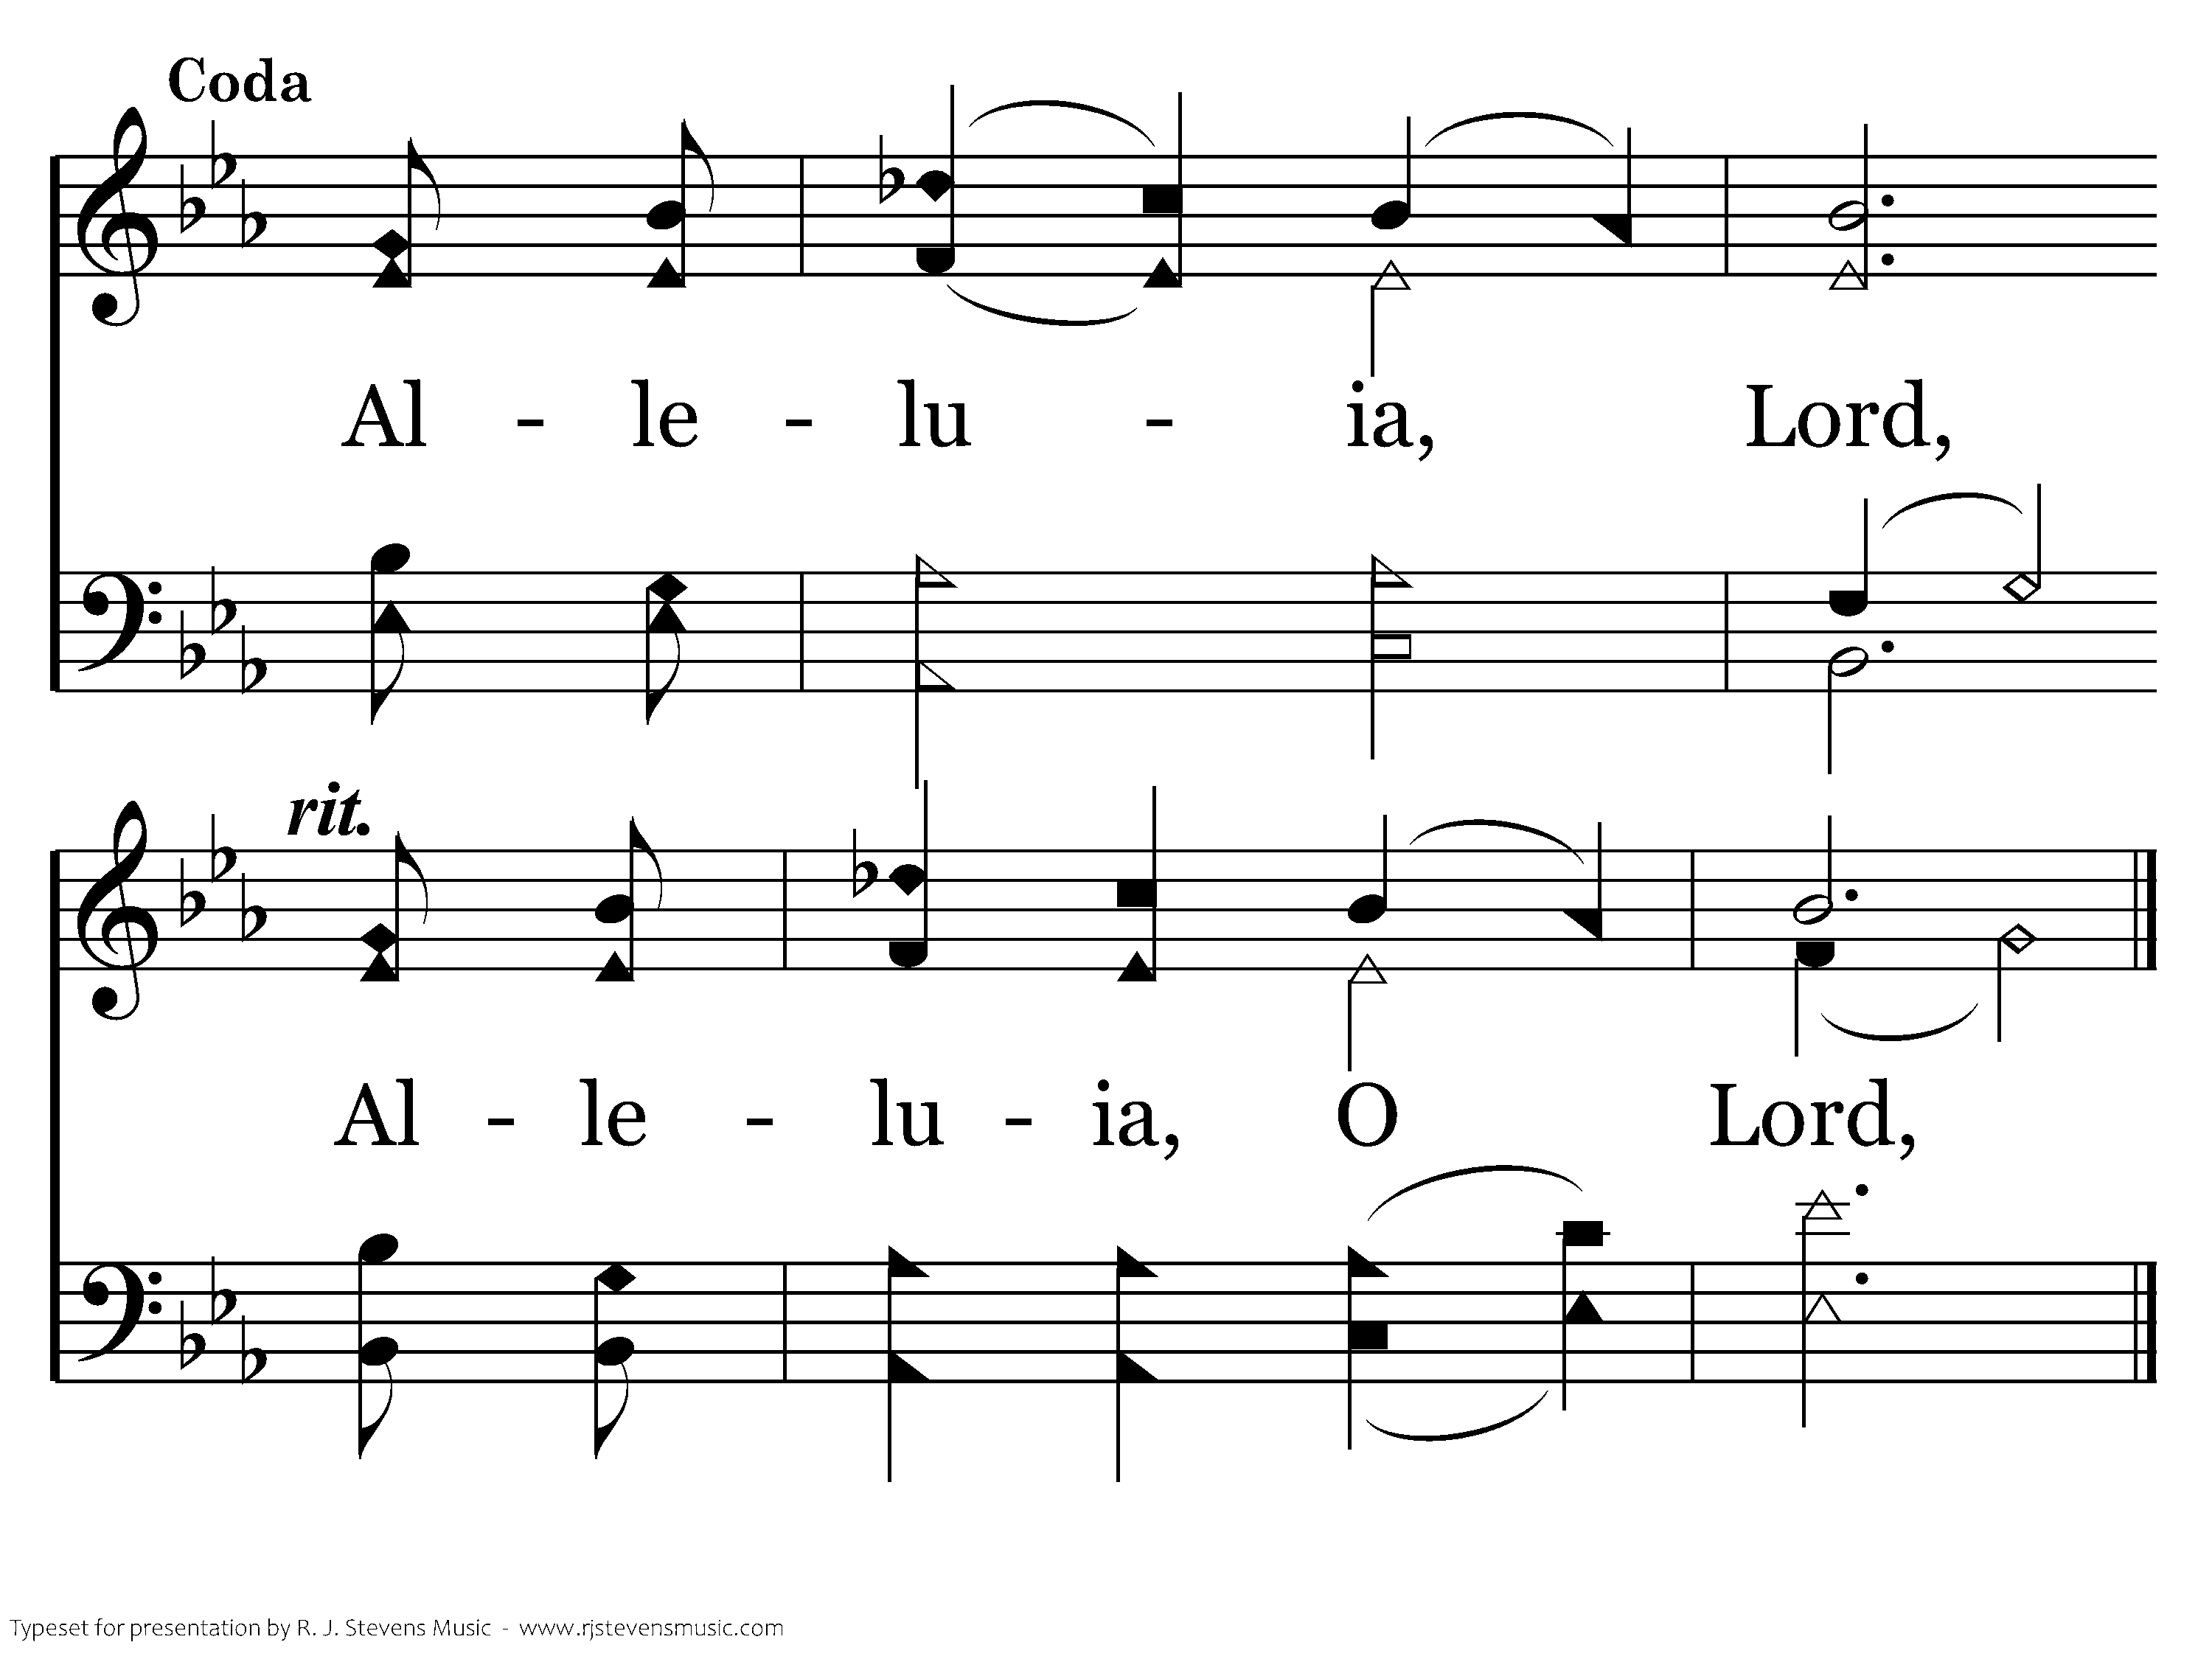 Coda
Al - le - lu - ia, Lord,
rit.
Al - le - lu - ia, O Lord,
Typeset for presentation by R. J. Stevens Music - www.rjstevensmusic.com